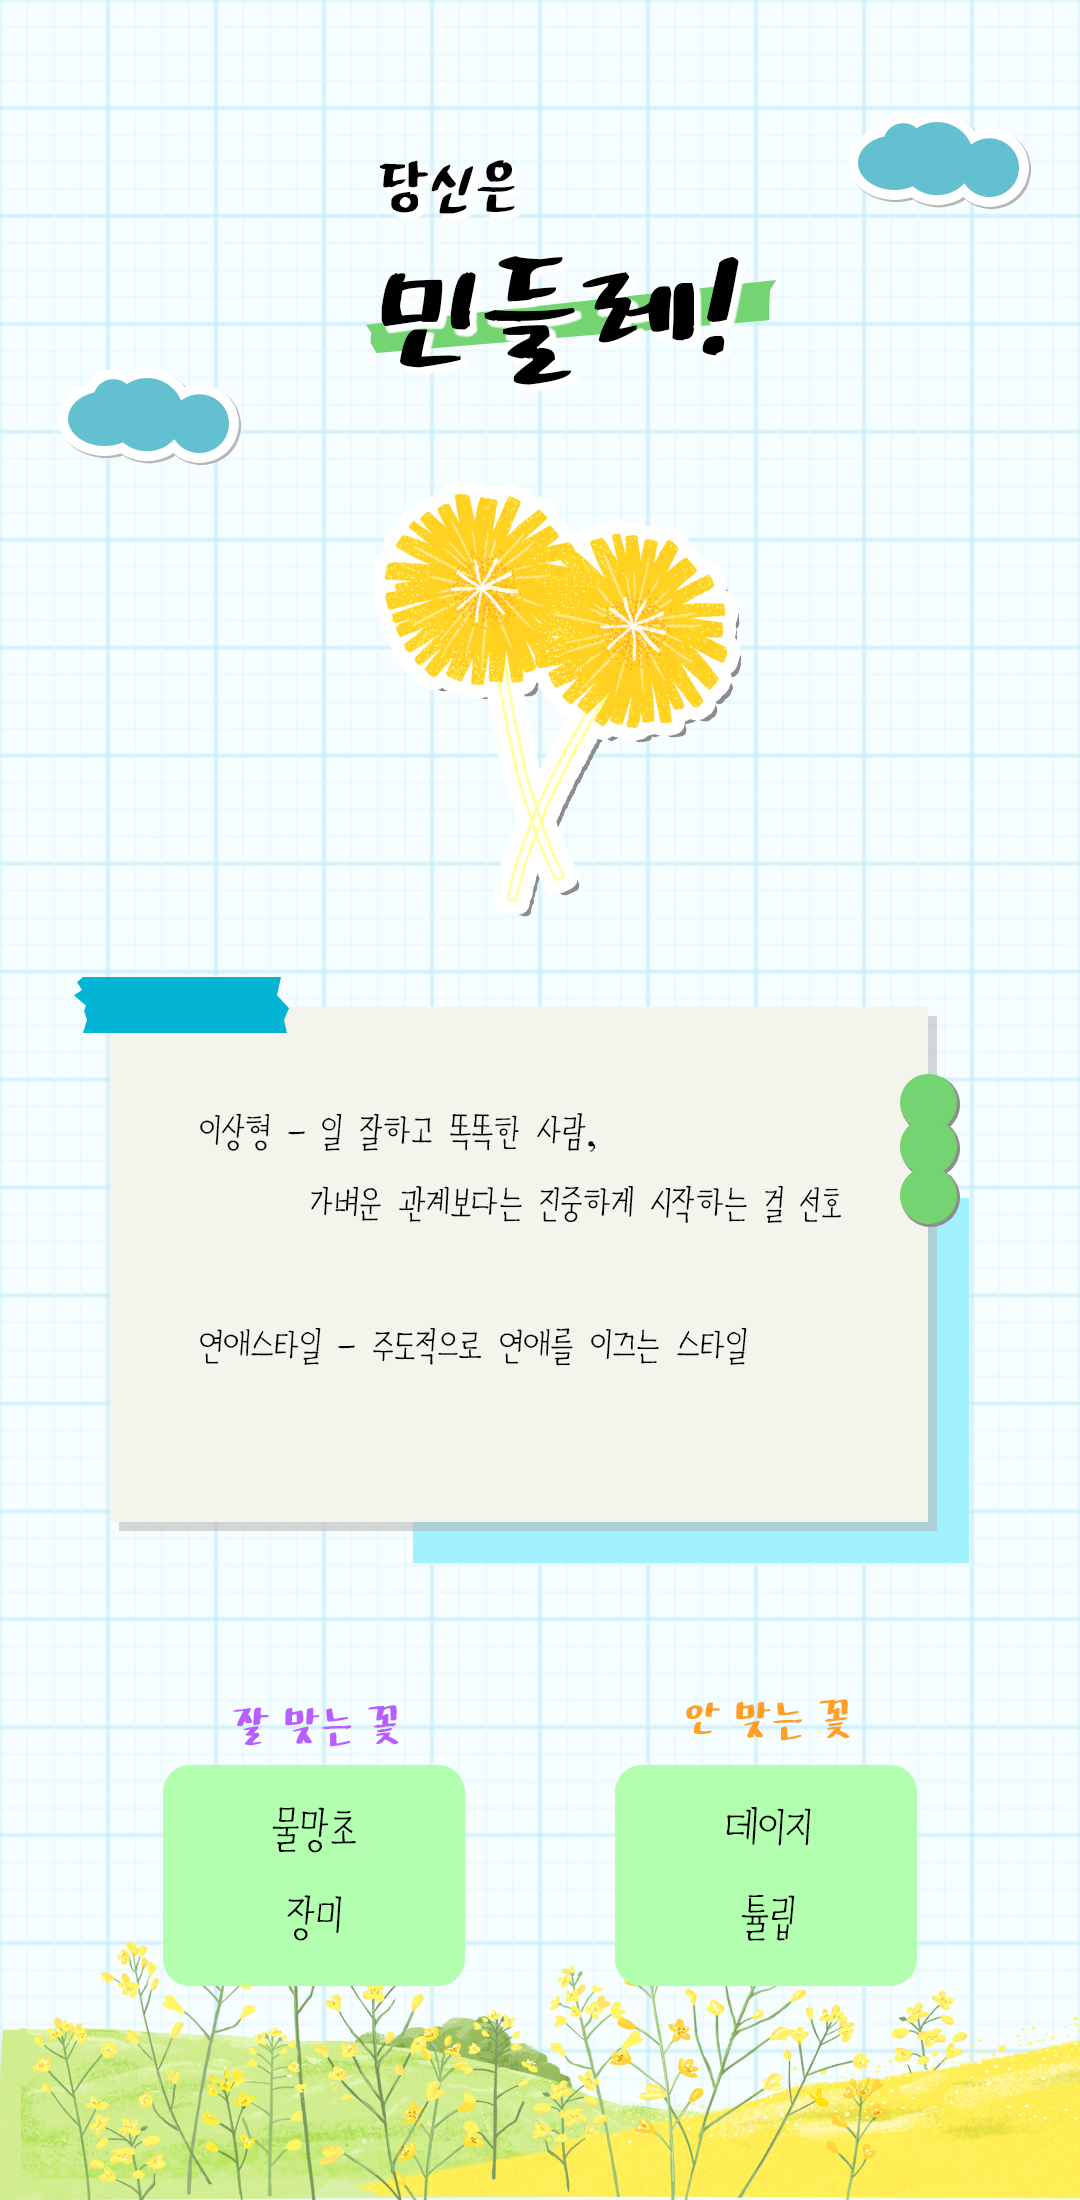 당신은
민들레!
이상형 - 일 잘하고 똑똑한 사람,
가벼운 관계보다는 진중하게 시작하는 걸 선호
연애스타일 - 주도적으로 연애를 이끄는 스타일
잘 맞는 꽃
물망초
장미
안 맞는 꽃
데이지
튤립